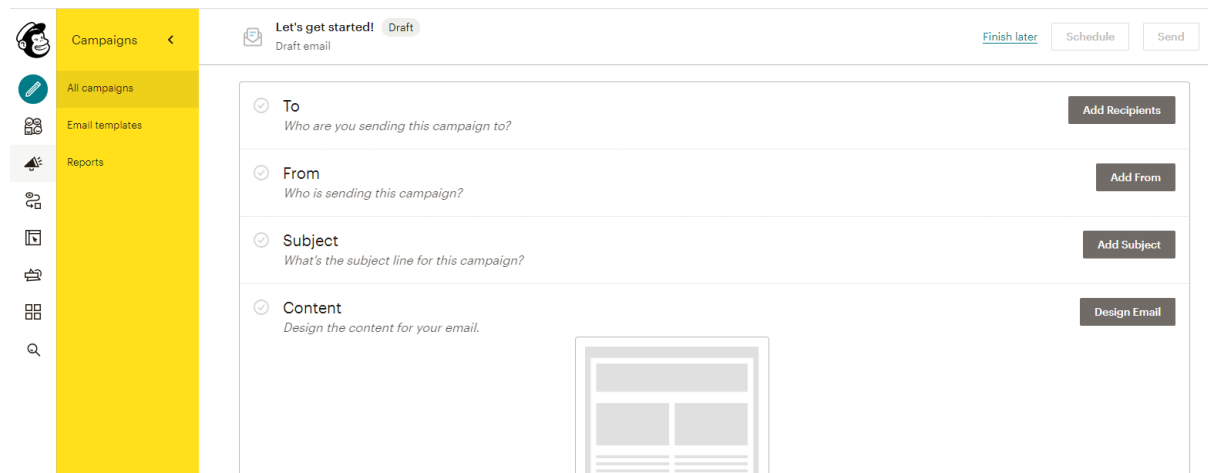 Campaigns
All campaigns
Email templates
Reports
Let's get started! Draft
Draft email
Finish later
Schedule
Send
To
Who are you sending this campaign to?
Add Recipients
From
Who is sending this campaign?
Add From
Subject
What's the subject line for this campaign?
Add Subject
Content
Design the content for your email.
Design Email